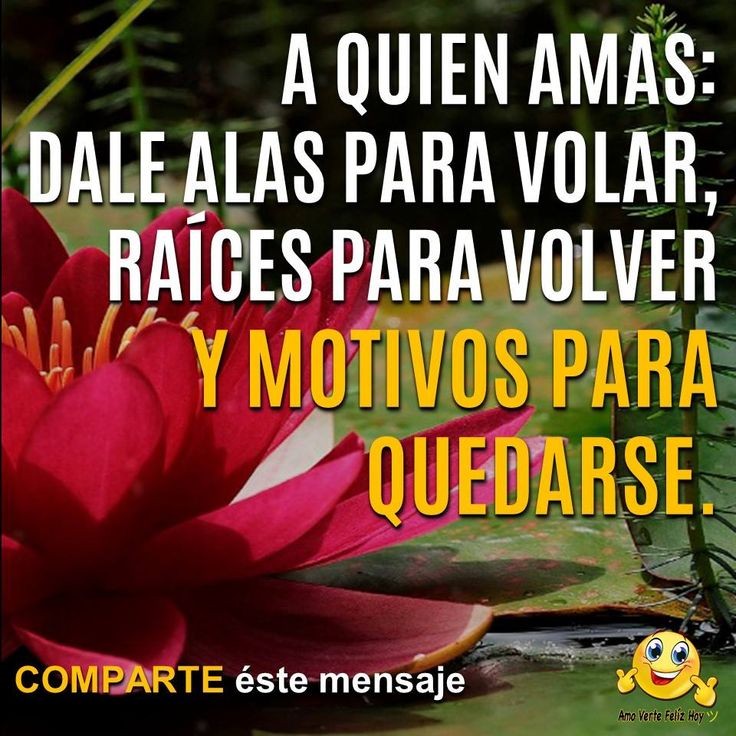 A QUIEN AMAS:
DALE ALAS PARA VOLAR,
RAÍCES PARA VOLVER
Y MOTIVOS PARA
QUEDARSE.
COMPARTE éste mensaje
Amo Verte Feliz Hoy ツ